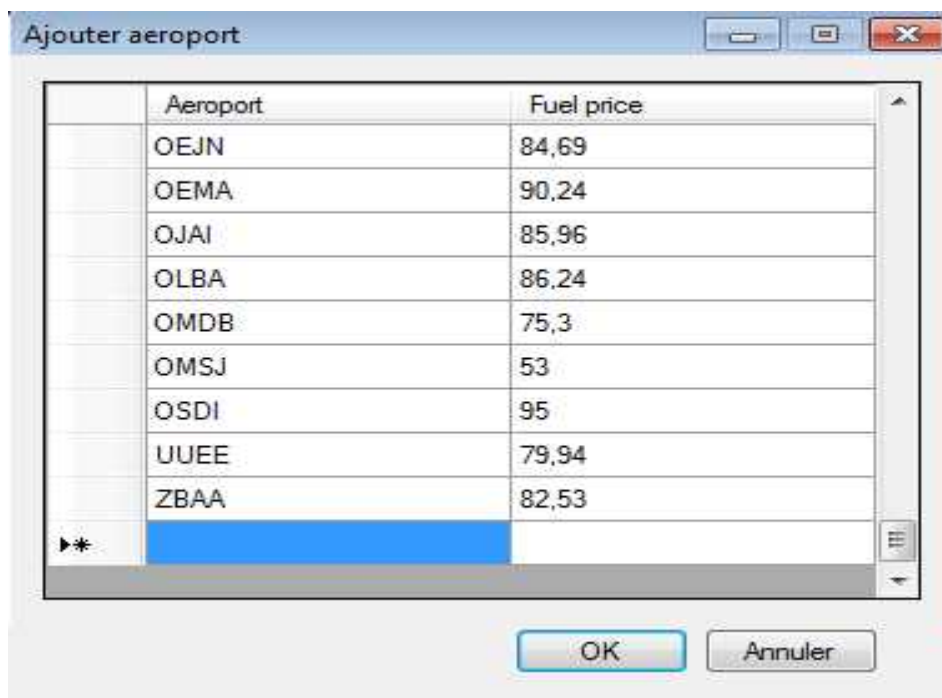 Ajouter aeroport
Aeroport Fuel price
OEJN 84,69
OEMA 90,24
OJAI 85,96
OLBA 86,24
OMDB 75,3
OMSJ 53
OSDI 95
UUEE 79,94
ZBAA 82,53
OK Annuler